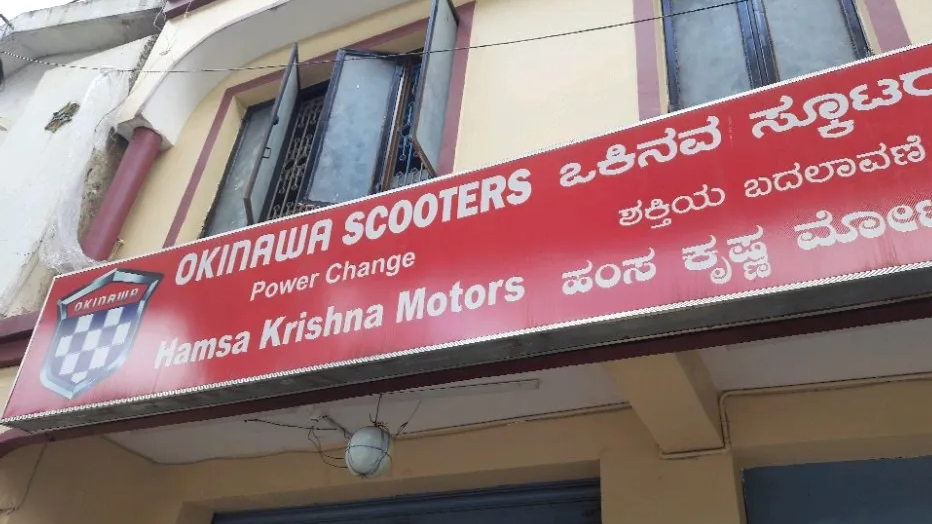 OKINAWA
OKINAWA SCOOTERS
Power Change
Hamsa Krishna Motors
ಒಕಿನವ
ಶಕ್ತಿಯ ಬದಲಾವಣೆ
ಹಂಸ ಕೃಷ್ಣ